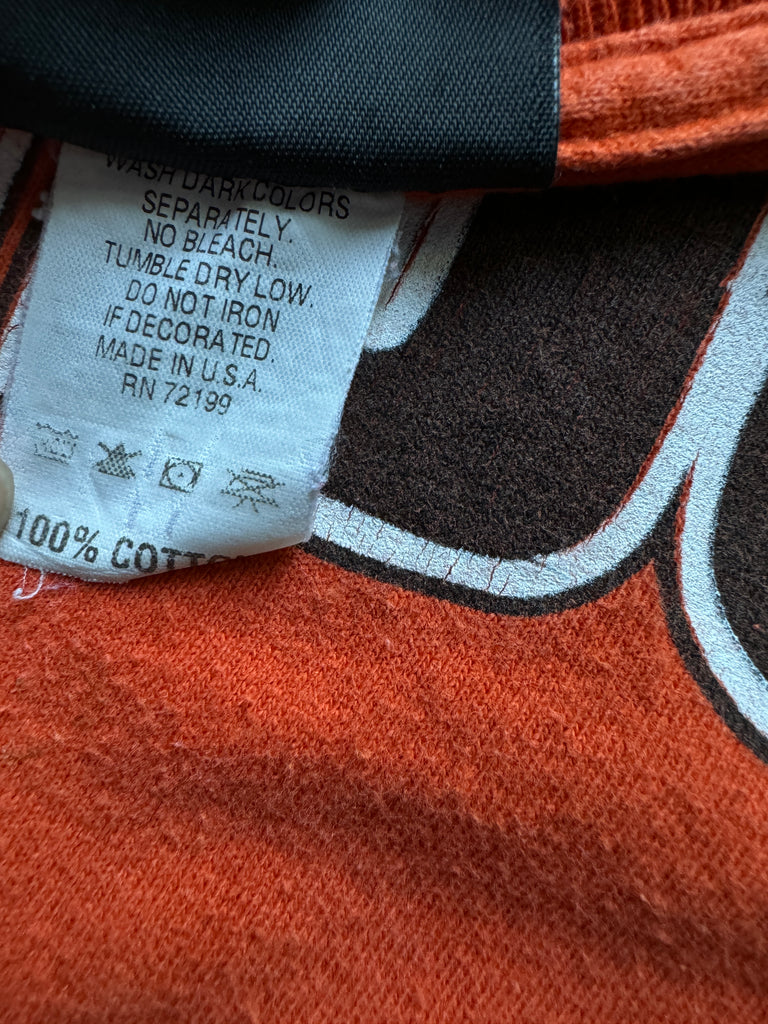 WASH DARK COLORS
SEPARATELY.
NO BLEACH.
TUMBLE DRY LOW.
DO NOT IRON
IF DECORATED.
MADE IN U.S.A.
RN 72199
100% COTTON